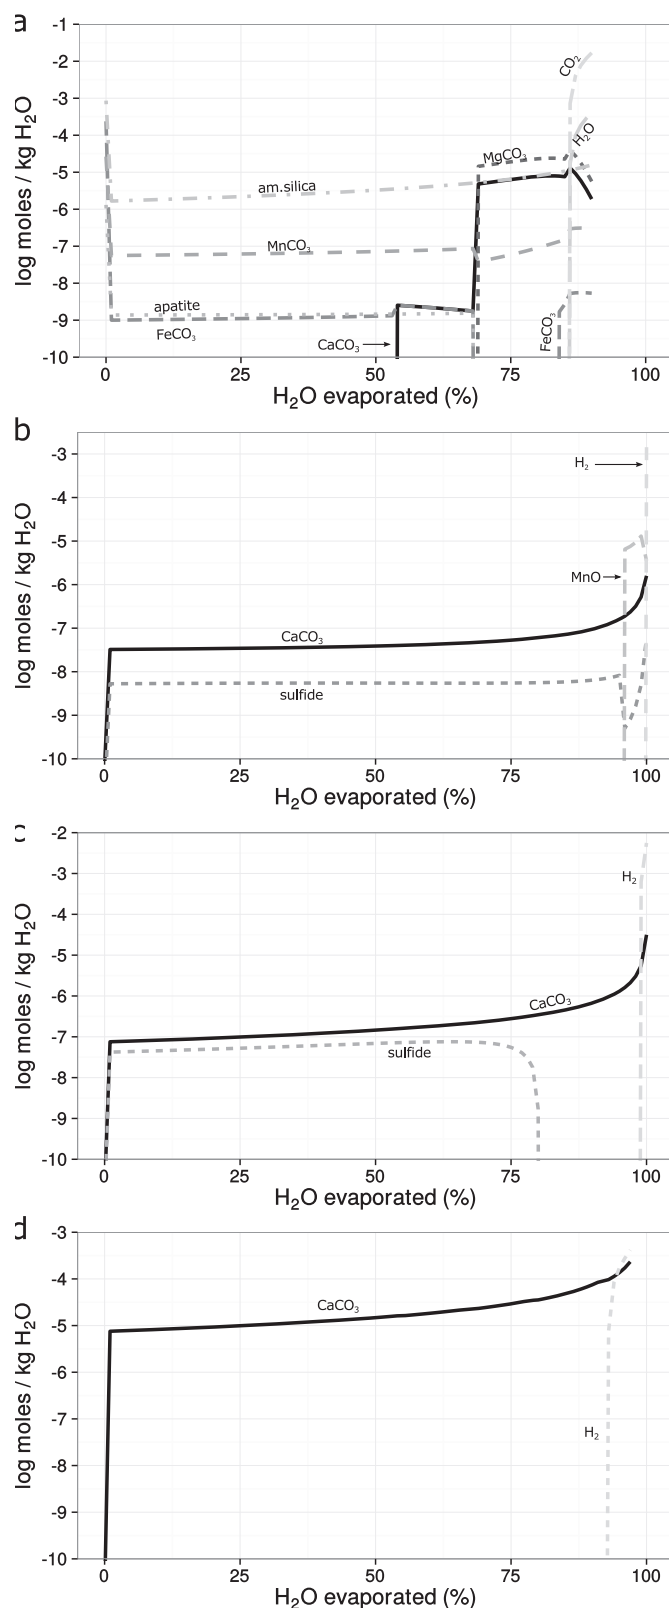 a
-1
-2
-3
-4
-5
-6
-7
-8
-9
-10
log moles / kg H₂O
CO₂
H₂O
MgCO₃
am.silica
MnCO₃
apatite
FeCO₃
CaCO₃
FeCO₃
0 25 50 75 100
H₂O evaporated (%)
b
-3
-4
-5
-6
-7
-8
-9
-10
log moles / kg H₂O
H₂
MnO
CaCO₃
sulfide
0 25 50 75 100
H₂O evaporated (%)
c
-2
-3
-4
-5
-6
-7
-8
-9
-10
log moles / kg H₂O
H₂
CaCO₃
sulfide
0 25 50 75 100
H₂O evaporated (%)
d
-3
-4
-5
-6
-7
-8
-9
-10
log moles / kg H₂O
CaCO₃
H₂
0 25 50 75 100
H₂O evaporated (%)